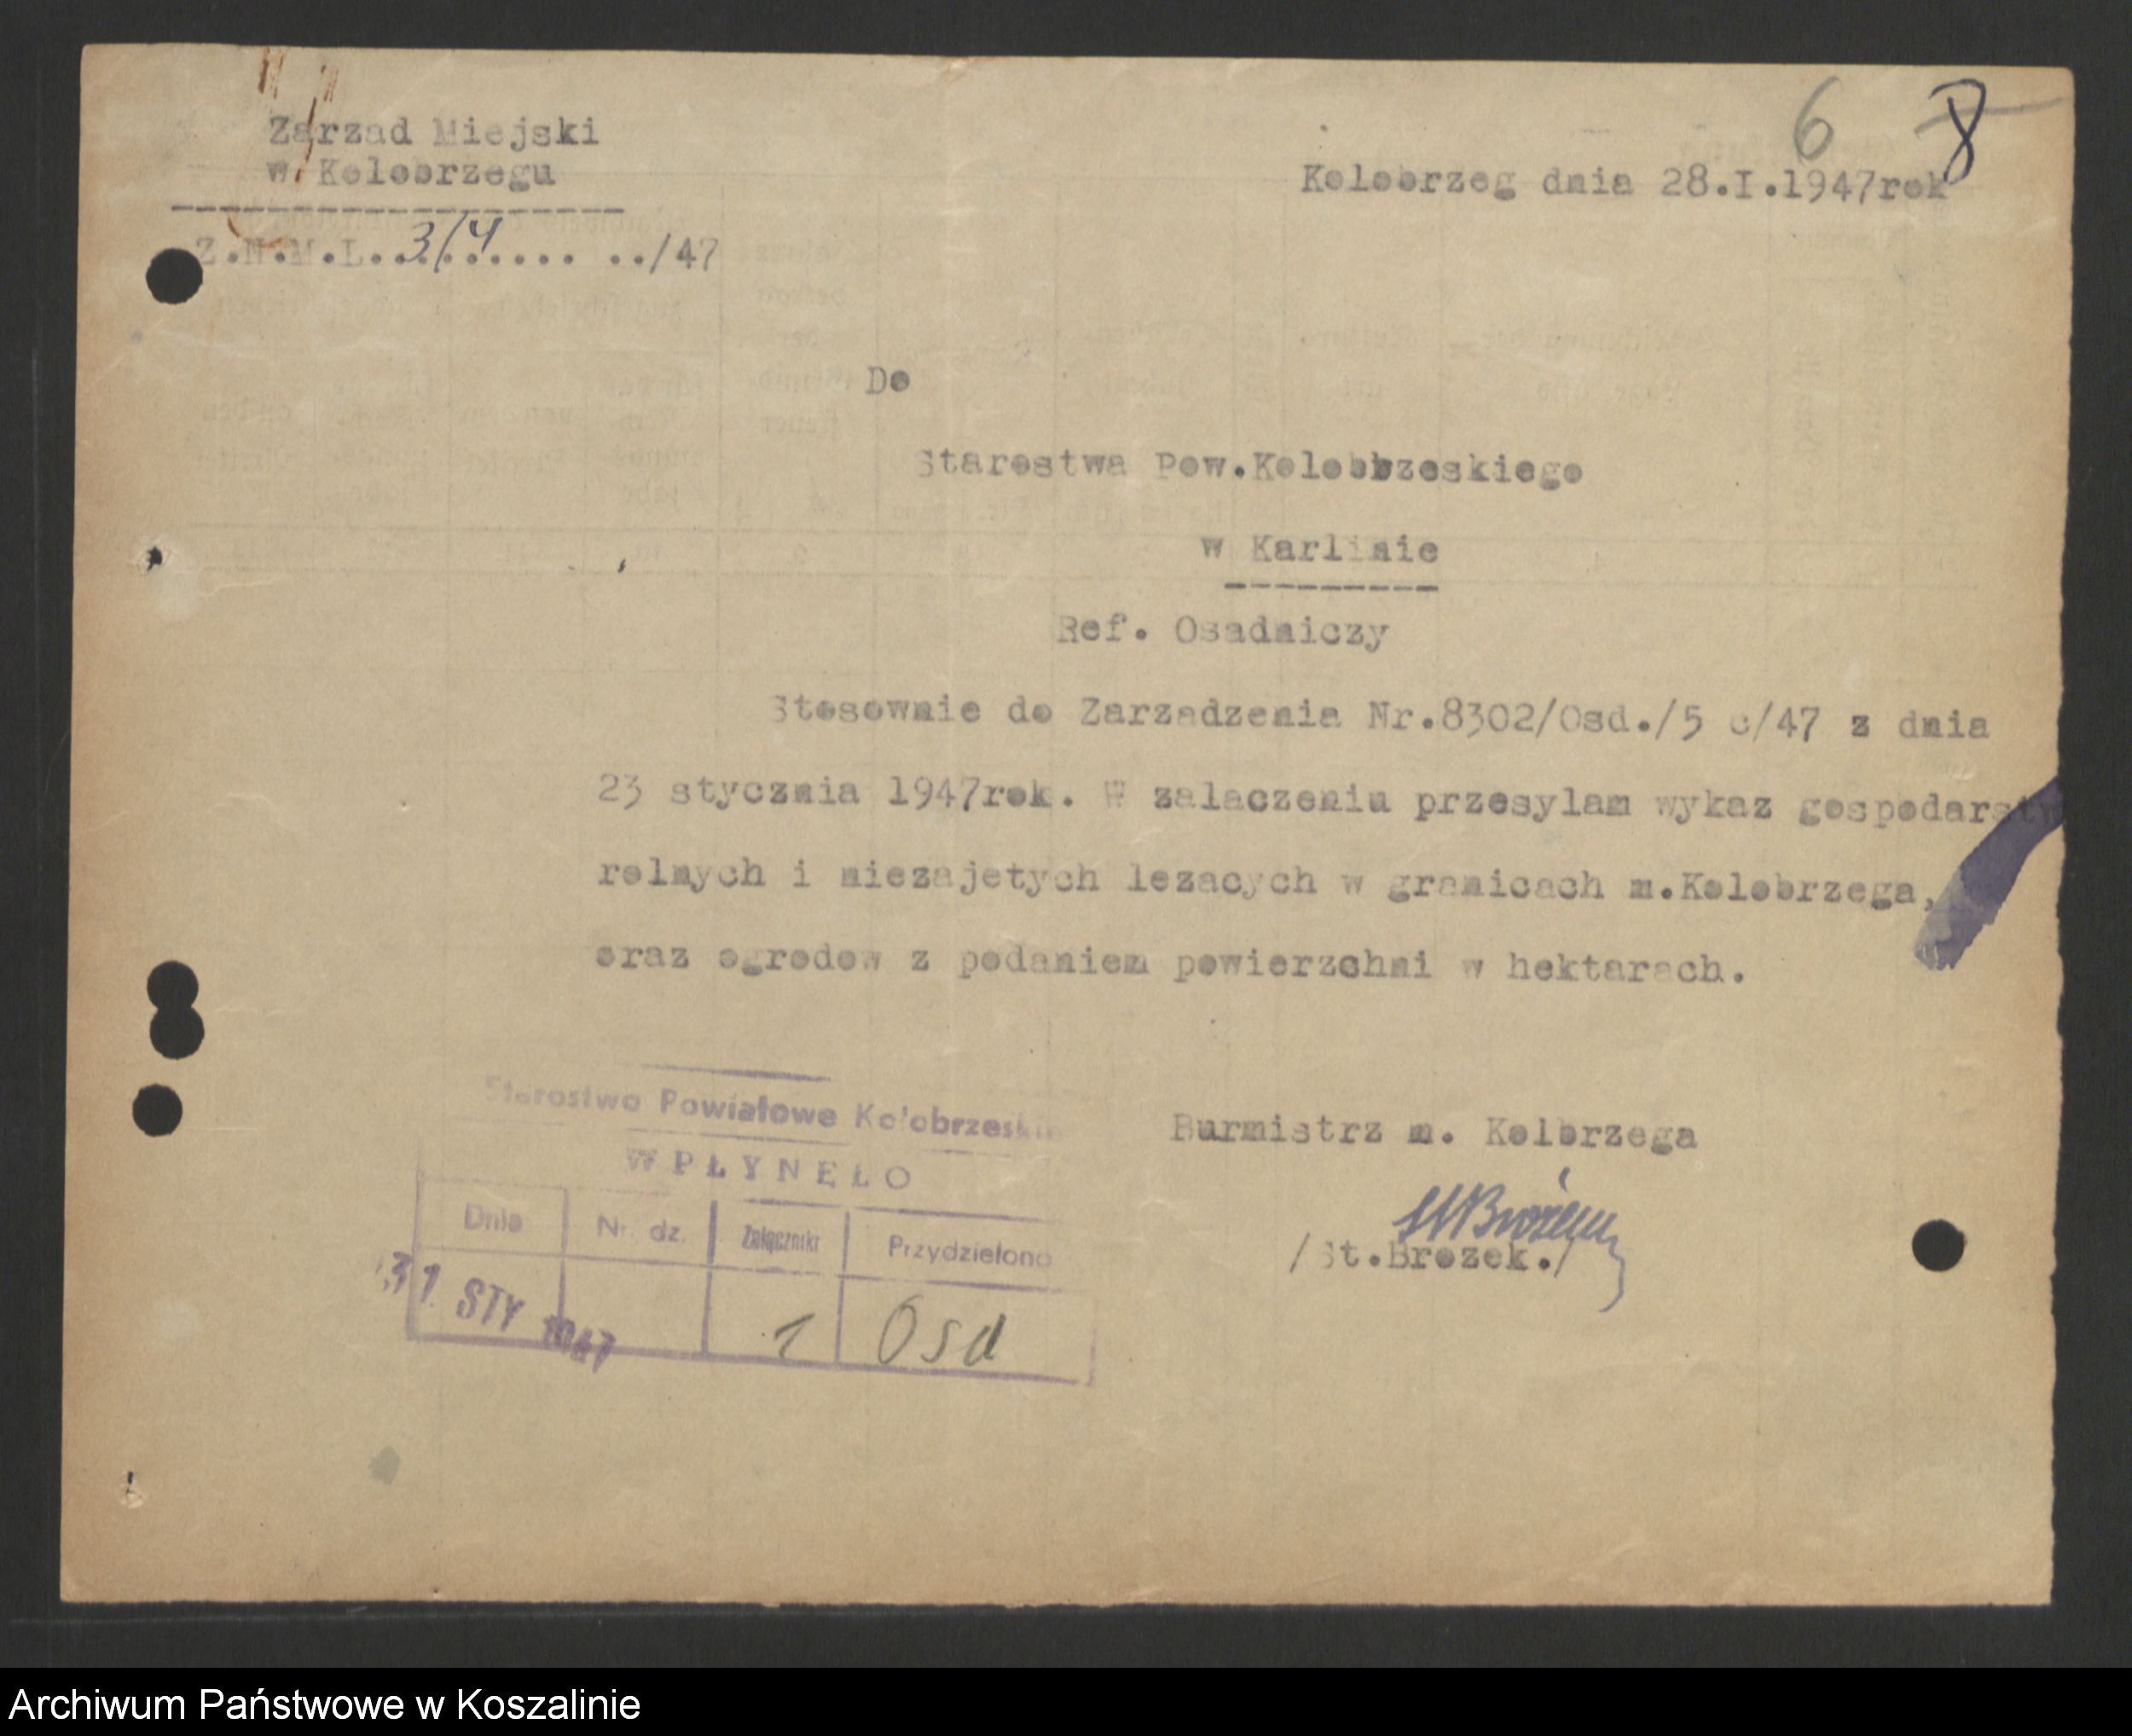 6 8
Zarzad Miejski
w Kolobrzegu
Kolobrzeg dnia 28.I.1947rok
Z.N.M.L..3/4......... ../47
Do
Starostwa Pow.Kolobbzeskiego
w Karlinie
Ref. Osadniczy
Stosownie do Zarzadzenia Nr.8302/Osd./5 c/47 z dnia
23 stycznia 1947rok. W zalaczeniu przesylam wykaz gospodarstw
rolnych i niezajetych lezacych w granicach m.Kolobrzega,
oraz ogrodow z podaniem powierzchni w hektarach.
Starostwo Powiatowe Kołobrzeskie
WPŁYNĘŁO
Dnia Nr. dz. Załączniki Przydzielono
31 STY 1947 1 Osd
Burmistrz m. Kolbrzega
StBrożek
/St.Brozek./
Archiwum Państwowe w Koszalinie